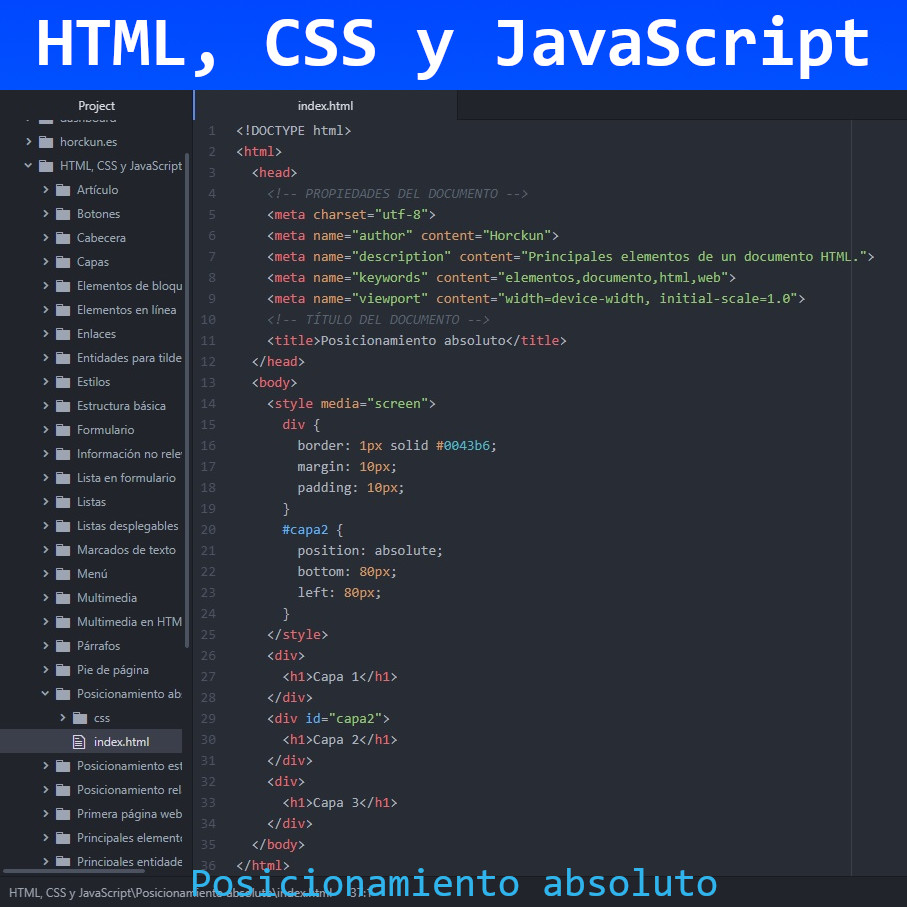 HTML, CSS y JavaScript
Project
dashboard
horckun.es
HTML, CSS y JavaScript
Artículo
Botones
Cabecera
Capas
Elementos de bloqu
Elementos en línea
Enlaces
Entidades para tilde
Estilos
Estructura básica
Formulario
Información no rele
Lista en formulario
Listas
Listas desplegables
Marcados de texto
Menú
Multimedia
Multimedia en HTM
Párrafos
Pie de página
Posicionamiento abs
css
index.html
Posicionamiento est
Posicionamiento rel
Primera página web
Principales elemento
Principales entidade
index.html
1 <!DOCTYPE html>
2 <html>
3 <head>
4 <!-- PROPIEDADES DEL DOCUMENTO -->
5 <meta charset="utf-8">
6 <meta name="author" content="Horckun">
7 <meta name="description" content="Principales elementos de un documento HTML.">
8 <meta name="keywords" content="elementos,documento,html,web">
9 <meta name="viewport" content="width=device-width, initial-scale=1.0">
10 <!-- TÍTULO DEL DOCUMENTO -->
11 <title>Posicionamiento absoluto</title>
12 </head>
13 <body>
14 <style media="screen">
15 div {
16 border: 1px solid #0043b6;
17 margin: 10px;
18 padding: 10px;
19 }
20 #capa2 {
21 position: absolute;
22 bottom: 80px;
23 left: 80px;
24 }
25 </style>
26 <div>
27 <h1>Capa 1</h1>
28 </div>
29 <div id="capa2">
30 <h1>Capa 2</h1>
31 </div>
32 <div>
33 <h1>Capa 3</h1>
34 </div>
35 </body>
36 </html>
HTML, CSS y JavaScript\Posicionamiento absoluto\index.html
Posicionamiento absoluto